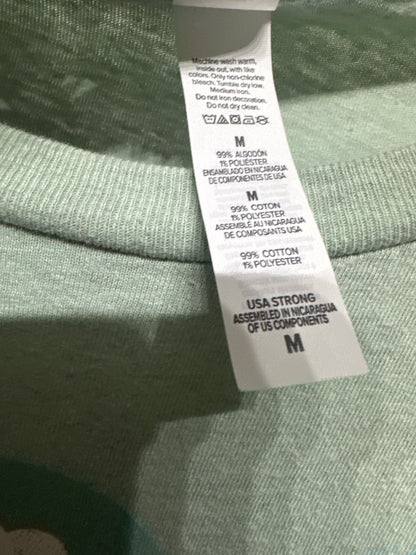 Machine wash warm,
inside out, with like
colors. Only non-chlorine
bleach. Tumble dry low.
Medium iron.
Do not iron decoration.
Do not dry clean.
M
99% ALGODÓN
1% POLIÉSTER
ENSAMBLADO EN NICARAGUA
DE COMPONENTES DE USA
M
99% COTON
1% POLYESTER
ASSEMBLÉ AU NICARAGUA
DE COMPOSANTS USA
99% COTTON
1% POLYESTER
USA STRONG
ASSEMBLED IN NICARAGUA
OF US COMPONENTS
M